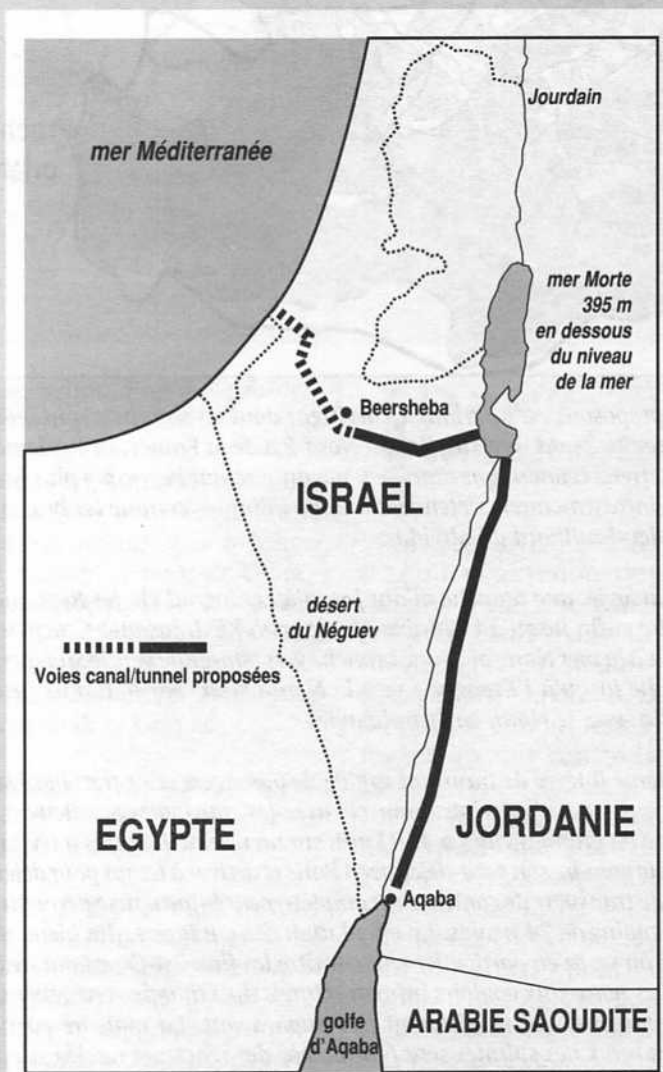 Jourdain
mer Méditerranée
mer Morte
395 m
en dessous
du niveau
de la mer
Beersheba
ISRAEL
désert
du Néguev
Voies canal/tunnel proposées
EGYPTE
JORDANIE
Aqaba
golfe
d'Aqaba
ARABIE SAOUDITE